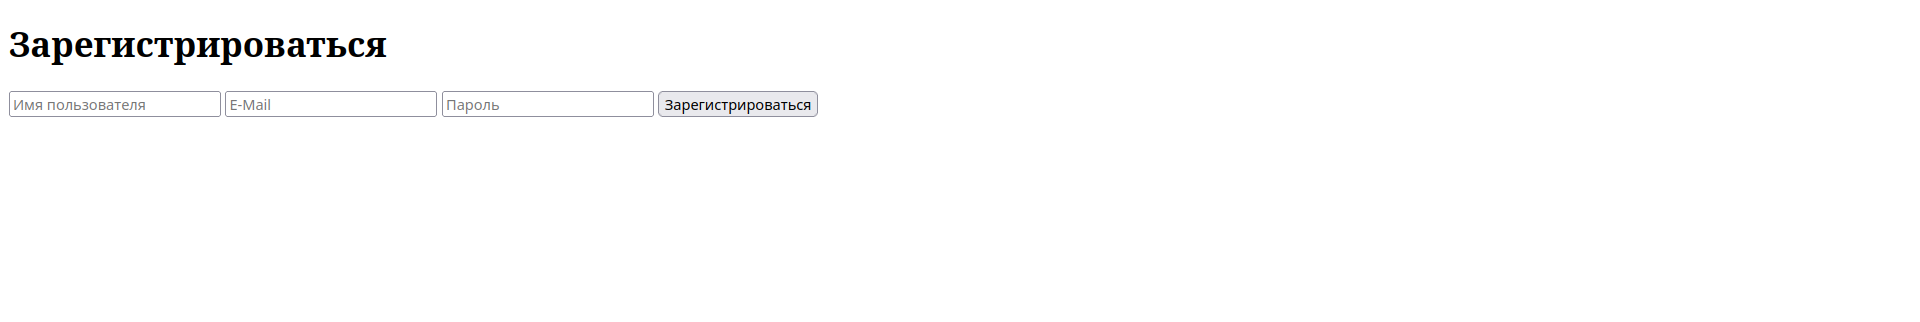 Зарегистрироваться
Имя пользователя E-Mail Пароль Зарегистрироваться